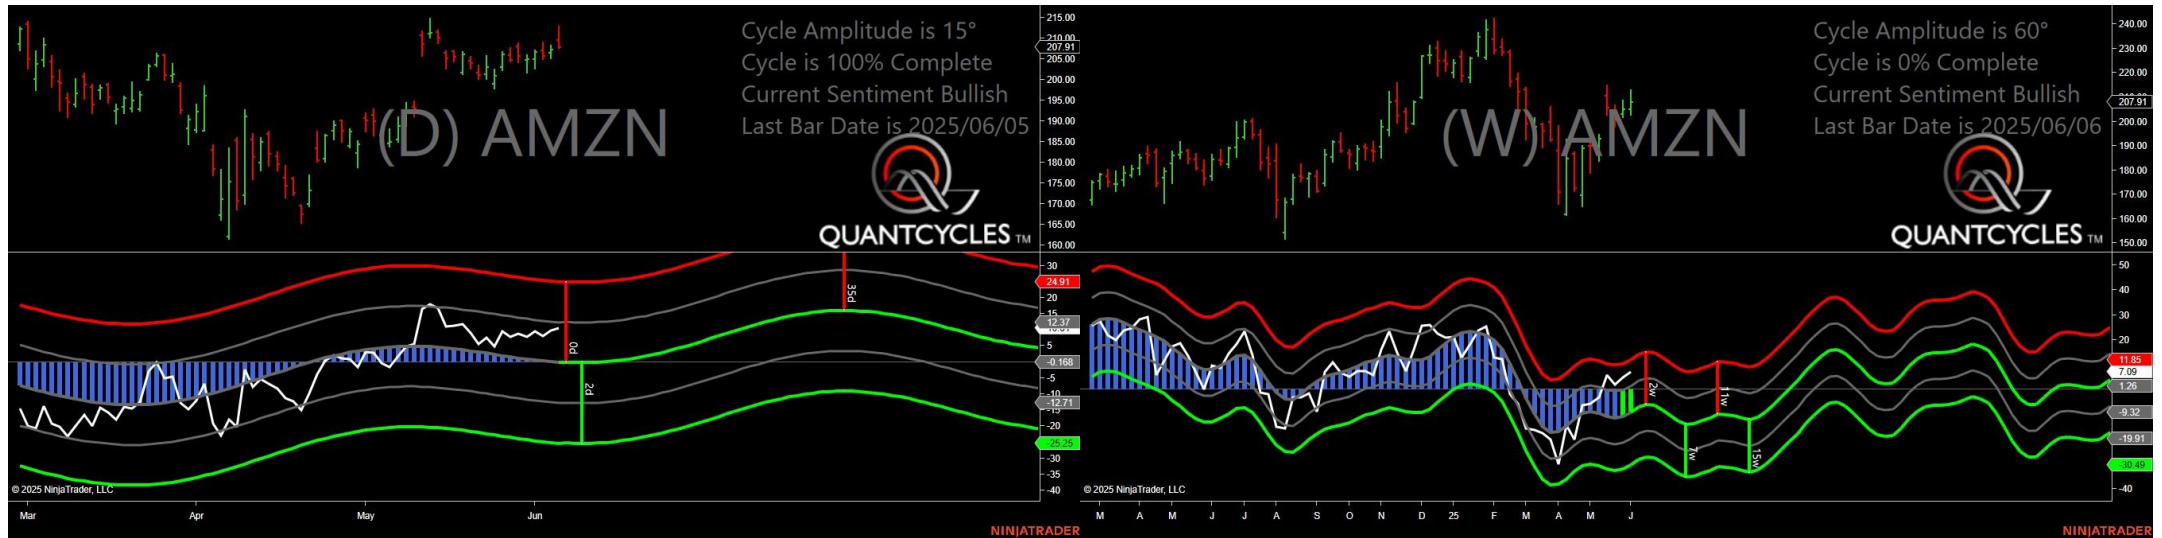 Cycle Amplitude is 15°
Cycle is 100% Complete
Current Sentiment Bullish
Last Bar Date is 2025/06/05
(D) AMZN
QUANTCYCLES TM
215.00
210.00
207.91
205.00
200.00
195.00
190.00
185.00
180.00
175.00
170.00
165.00
160.00
30
24.91
20
15
12.37
5
-0.168
-5
-10
-12.71
-15
-20
-25.25
-30
-35
-40
0d
2d
35d
© 2025 NinjaTrader, LLC
Mar Apr May Jun
NINJATRADER
Cycle Amplitude is 60°
Cycle is 0% Complete
Current Sentiment Bullish
Last Bar Date is 2025/06/06
(W) AMZN
QUANTCYCLES TM
240.00
230.00
220.00
207.91
200.00
190.00
180.00
170.00
160.00
150.00
50
40
30
20
11.85
7.09
1.26
-9.32
-19.91
-30.49
-40
2w
7w
11w
15w
© 2025 NinjaTrader, LLC
M A M J J A S O N D 25 F M A M J
NINJATRADER